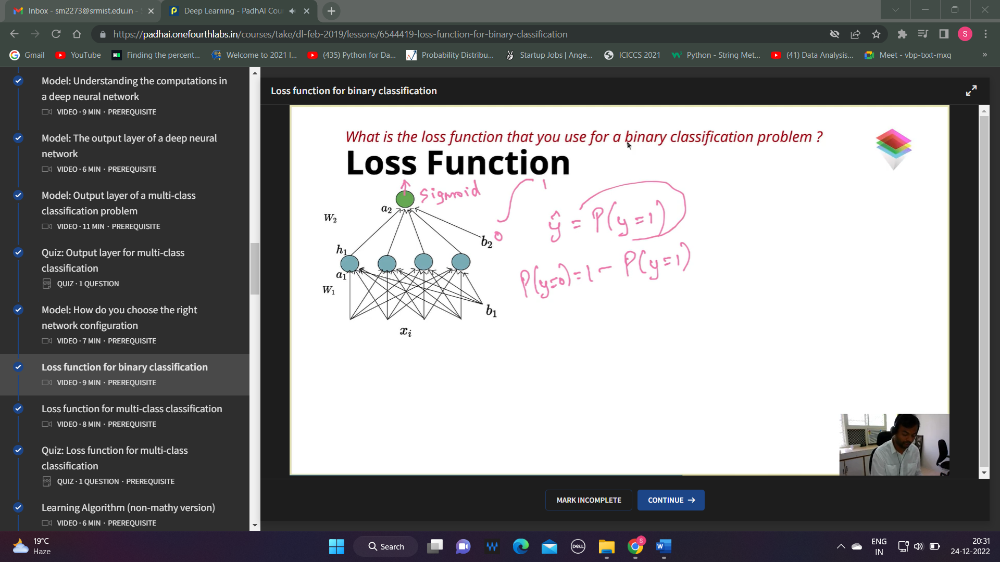 Inbox - sm2273@srmist.edu.in -
Deep Learning - PadhAI Cou
https://padhai.onefourthlabs.in/courses/take/dl-feb-2019/lessons/6544419-loss-function-for-binary-classification
S
Gmail YouTube Finding the percent... Welcome to 2021 I... (435) Python for Da... Probability Distribu... Startup Jobs | Ange... ICICCS 2021 Python - String Met... (41) Data Analysis... Meet - vbp-txxt-mxq »
Model: Understanding the computations in
a deep neural network
VIDEO · 9 MIN · PREREQUISITE
Model: The output layer of a deep neural
network
VIDEO · 6 MIN · PREREQUISITE
Model: Output layer of a multi-class
classification problem
VIDEO · 11 MIN · PREREQUISITE
Quiz: Output layer for multi-class
classification
QUIZ · 1 QUESTION
Model: How do you choose the right
network configuration
VIDEO · 7 MIN · PREREQUISITE
Loss function for binary classification
VIDEO · 9 MIN · PREREQUISITE
Loss function for multi-class classification
VIDEO · 8 MIN · PREREQUISITE
Quiz: Loss function for multi-class
classification
QUIZ · 1 QUESTION · PREREQUISITE
Learning Algorithm (non-mathy version)
VIDEO · 6 MIN · PREREQUISITE
Loss function for binary classification
What is the loss function that you use for a binary classification problem ?
Loss Function
sigmoid
1
0
a₂
W₂
b₂
h₁
a₁
W₁
b₁
xᵢ
ŷ = P(y=1)
P(y=0)=1- P(y=1)
MARK INCOMPLETE
CONTINUE →
19°C
Haze
Search
DELL
S
W
ENG
IN
20:31
24-12-2022